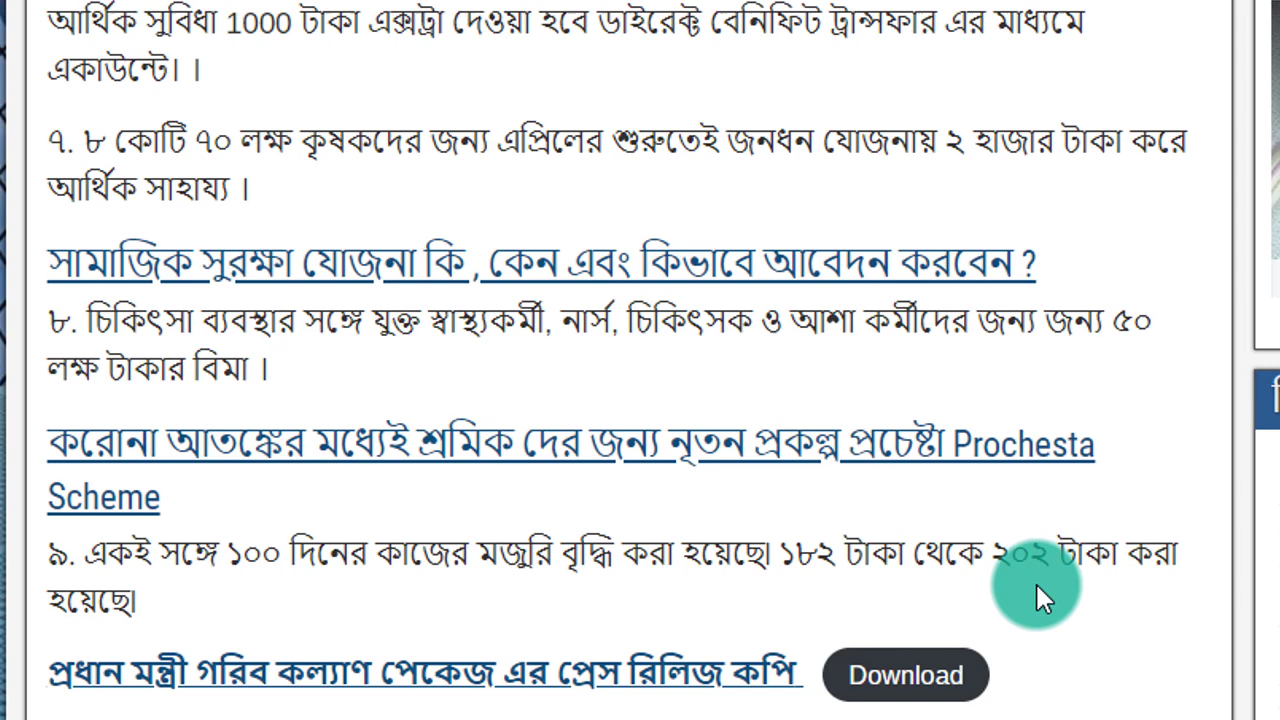 আর্থিক সুবিধা 1000 টাকা এক্সট্রা দেওয়া হবে ডাইরেক্ট বেনিফিট ট্রান্সফার এর মাধ্যমে
একাউন্টে। ।
৭. ৮ কোটি ৭০ লক্ষ কৃষকদের জন্য এপ্রিলের শুরুতেই জনধন যোজনায় ২ হাজার টাকা করে
আর্থিক সাহায্য ।
সামাজিক সুরক্ষা যোজনা কি , কেন এবং কিভাবে আবেদন করবেন ?
৮. চিকিৎসা ব্যবস্থার সঙ্গে যুক্ত স্বাস্থ্যকর্মী, নার্স, চিকিৎসক ও আশা কর্মীদের জন্য জন্য ৫০
লক্ষ টাকার বিমা ।
করোনা আতঙ্কের মধ্যেই শ্রমিক দের জন্য নূতন প্রকল্প প্রচেষ্টা Prochesta
Scheme
৯. একই সঙ্গে ১০০ দিনের কাজের মজুরি বৃদ্ধি করা হয়েছে৷ ১৮২ টাকা থেকে ২০২ টাকা করা
হয়েছে৷
প্রধান মন্ত্রী গরিব কল্যাণ পেকেজ এর প্রেস রিলিজ কপি Download